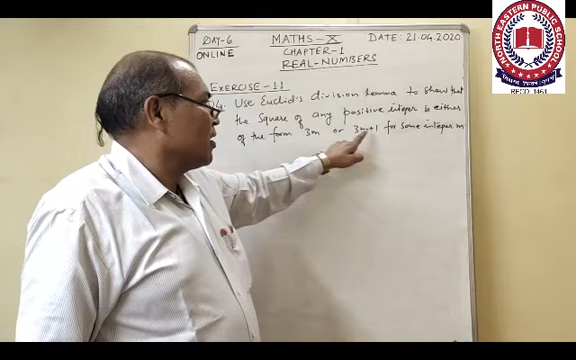 DAY-6 MATHS-X DATE: 21.04.2020
ONLINE CHAPTER-1
REAL-NUMBERS
EXERCISE-1.1
Q4. Use Euclid's division lemma to show that
the square of any positive integer is either
of the form 3m or 3m+1 for some integer m
NORTH EASTERN PUBLIC SCHOOL
REGD. 1461